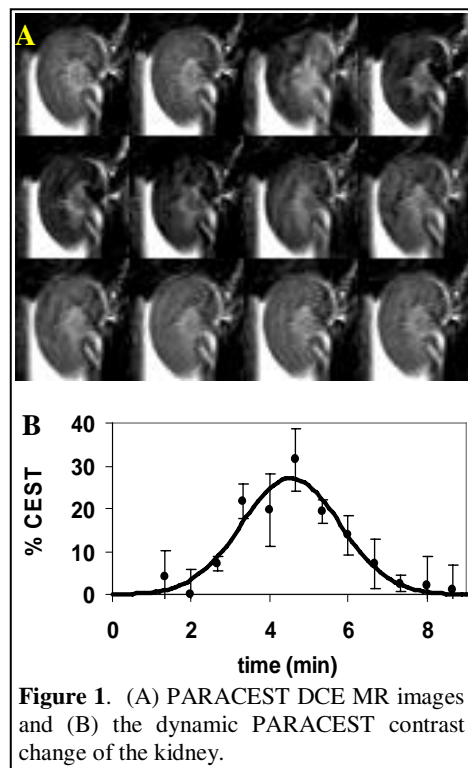 A
B
40
30
20
10
0
% CEST
0 2 4 6 8
time (min)
Figure 1. (A) PARACEST DCE MR images
and (B) the dynamic PARACEST contrast
change of the kidney.